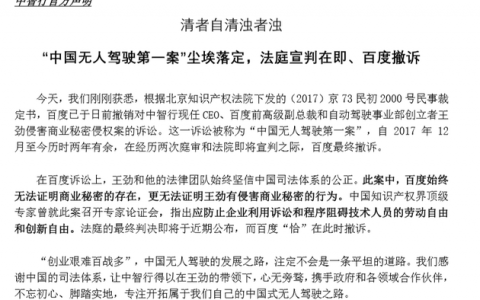 中智行官方声明
清者自清浊者浊
“中国无人驾驶第一案”尘埃落定，法庭宣判在即、百度撤诉
今天，我们刚刚获悉，根据北京知识产权法院下发的（2017）京 73 民初 2000 号民事裁
定书，百度已于日前撤销对中智行现任 CEO、百度前高级副总裁和自动驾驶事业部创立者王
劲侵害商业秘密侵权案的诉讼。这一诉讼被称为“中国无人驾驶第一案”，自 2017 年 12
月至今历时两年有余，在经历两次庭审和法院即将宣判之际，百度最终撤诉。
在百度诉讼上，王劲和他的法律团队始终坚信中国司法体系的公正。此案中，百度始终
无法证明商业秘密的存在，更无法证明王劲有侵害商业秘密的行为。中国知识产权界顶级
专家曾就此案召开专家论证会，指出应防止企业利用诉讼和程序阻碍技术人员的劳动自由
和创新自由。法庭的最终判决即将于近期公布，而百度“恰”在此时撤诉。
“创业艰难百战多”，中国无人驾驶的发展之路，注定不会是一条平坦的道路。我们感
谢中国的司法体系，让中智行得以在王劲的带领下，心无旁骛，携手政府和各领域合作伙伴，
不忘初心、脚踏实地，专注开拓属于我们自己的中国式无人驾驶之路。